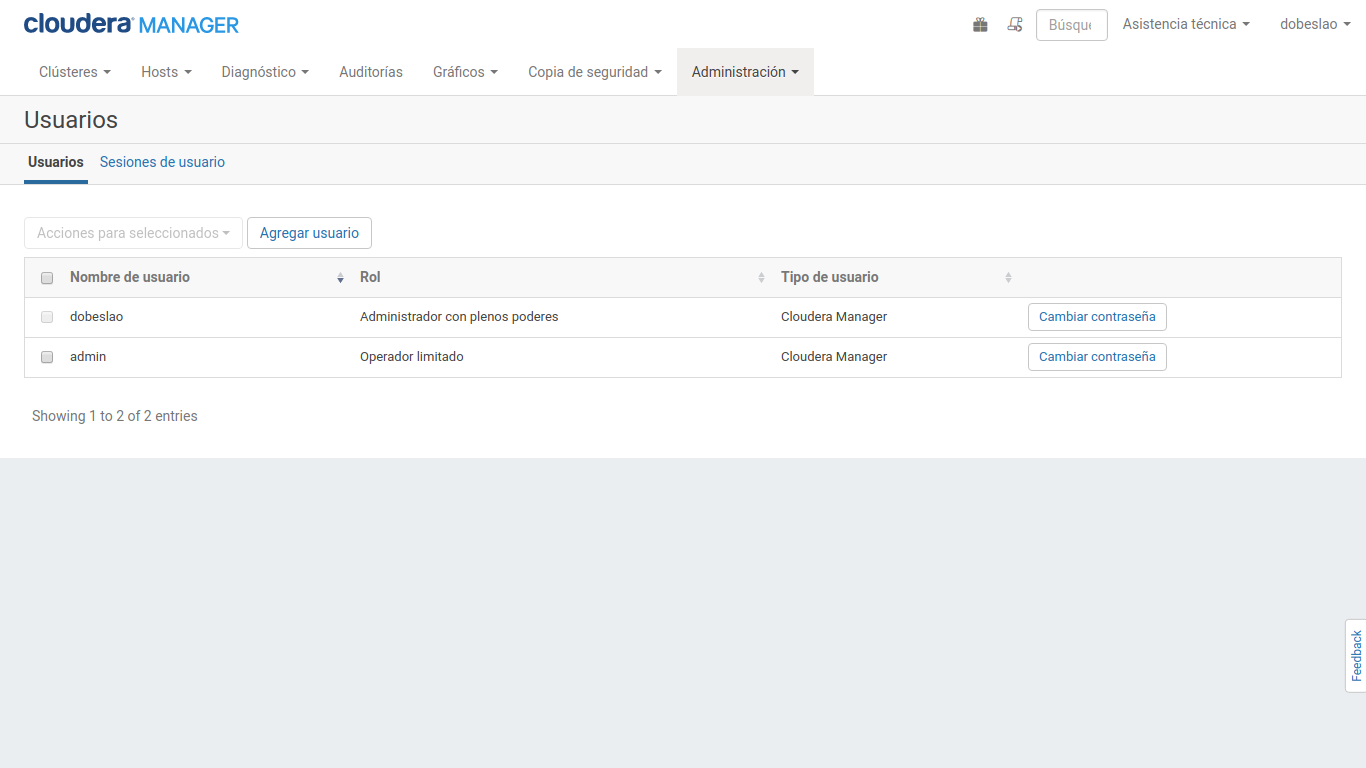 cloudera MANAGER
Búsque Asistencia técnica dobeslao
Clústeres Hosts Diagnóstico Auditorías Gráficos Copia de seguridad Administración
Usuarios
Usuarios Sesiones de usuario
Acciones para seleccionados Agregar usuario
Nombre de usuario Rol Tipo de usuario
dobeslao Administrador con plenos poderes Cloudera Manager Cambiar contraseña
admin Operador limitado Cloudera Manager Cambiar contraseña
Showing 1 to 2 of 2 entries
Feedback